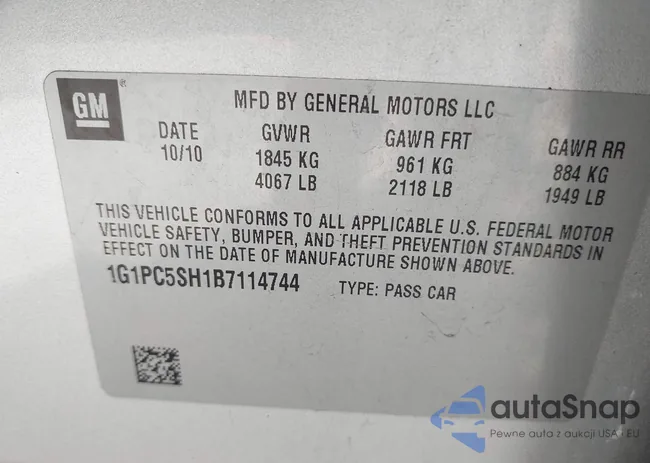 GM
MFD BY GENERAL MOTORS LLC
DATE GVWR GAWR FRT GAWR RR
10/10 1845 KG 961 KG 884 KG
4067 LB 2118 LB 1949 LB
THIS VEHICLE CONFORMS TO ALL APPLICABLE U.S. FEDERAL MOTOR
VEHICLE SAFETY, BUMPER, AND THEFT PREVENTION STANDARDS IN
EFFECT ON THE DATE OF MANUFACTURE SHOWN ABOVE.
1G1PC5SH1B7114744 TYPE: PASS CAR
autaSnap
Pewne auta z aukcji USA - EU